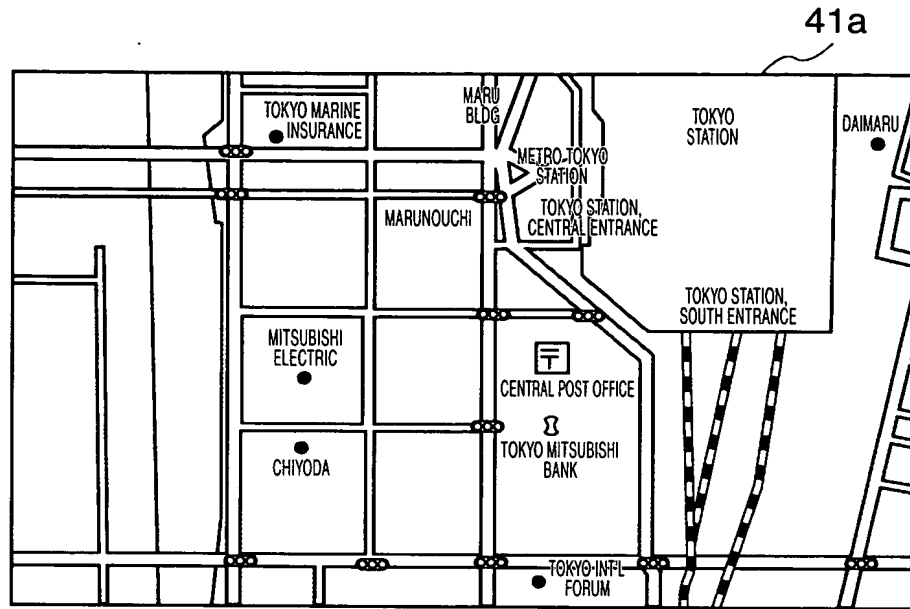 41a
TOKYO MARINE
INSURANCE
MARU
BLDG
TOKYO
STATION
DAIMARU
METRO TOKYO
STATION
MARUNOUCHI
TOKYO STATION,
CENTRAL ENTRANCE
TOKYO STATION,
SOUTH ENTRANCE
MITSUBISHI
ELECTRIC
CENTRAL POST OFFICE
CHIYODA
TOKYO MITSUBISHI
BANK
TOKYO INT'L
FORUM